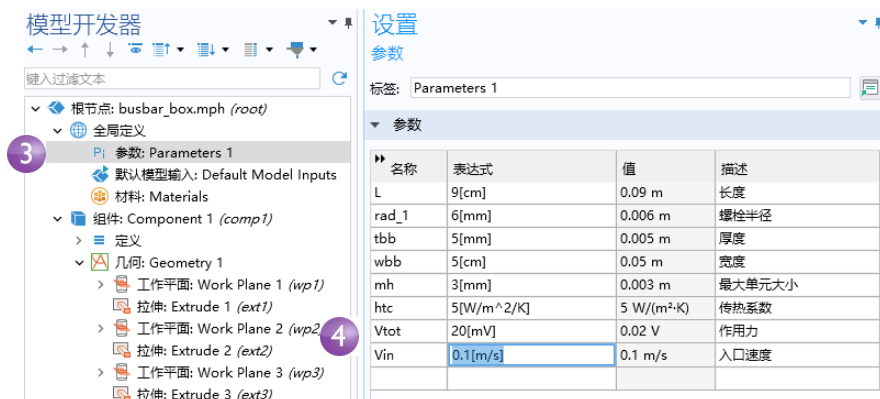 模型开发器
键入过滤文本
根节点: busbar_box.mph (root)
全局定义
3
Pi 参数: Parameters 1
默认模型输入: Default Model Inputs
材料: Materials
组件: Component 1 (comp1)
定义
几何: Geometry 1
工作平面: Work Plane 1 (wp1)
拉伸: Extrude 1 (ext1)
工作平面: Work Plane 2 (wp2
4
拉伸: Extrude 2 (ext2)
工作平面: Work Plane 3 (wp3)
拉伸: Extrude 3 (ext3)
设置
参数
标签: Parameters 1
参数
名称 表达式 值 描述
L 9[cm] 0.09 m 长度
rad_1 6[mm] 0.006 m 螺栓半径
tbb 5[mm] 0.005 m 厚度
wbb 5[cm] 0.05 m 宽度
mh 3[mm] 0.003 m 最大单元大小
htc 5[W/m^2/K] 5 W/(m²·K) 传热系数
Vtot 20[mV] 0.02 V 作用力
Vin 0.1[m/s] 0.1 m/s 入口速度